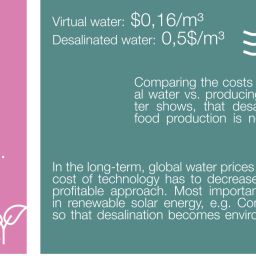 Virtual water: $0,16/m³
Desalinated water: 0,5$/m³
Comparing the costs
al water vs. producing
ter shows, that desa
food production is n
.
In the long-term, global water prices
cost of technology has to decrease
profitable approach. Most importan
in renewable solar energy, e.g. Con
so that desalination becomes enviro